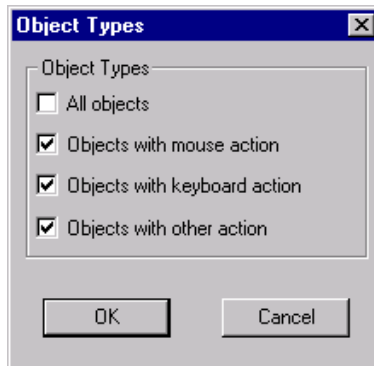 Object Types
Object Types
All objects
Objects with mouse action
Objects with keyboard action
Objects with other action
OK
Cancel